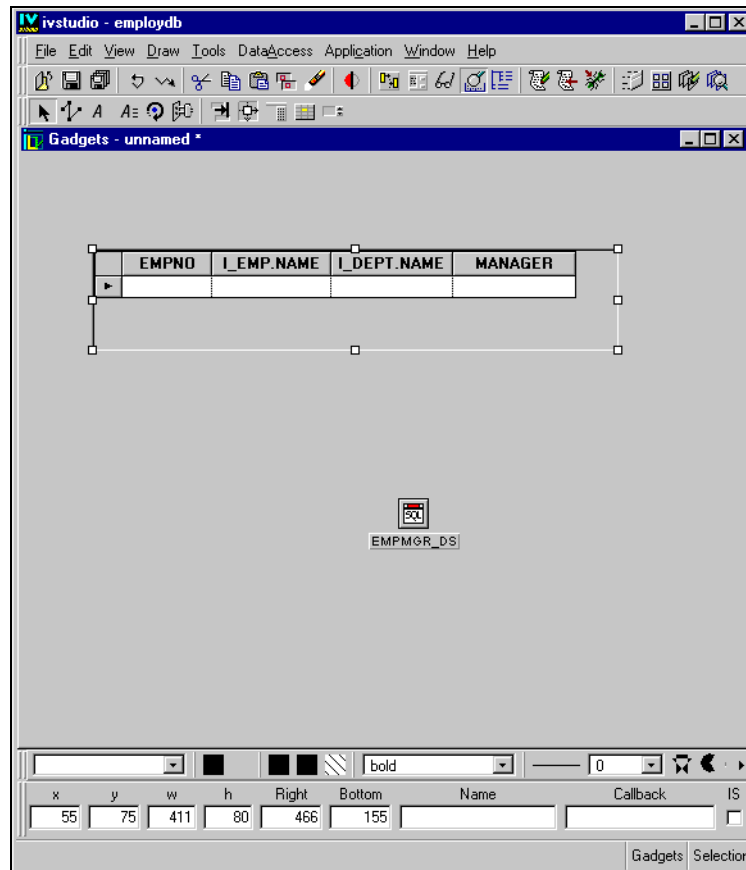 ivstudio - employdb
File Edit View Draw Tools DataAccess Application Window Help
Gadgets - unnamed *
EMPNO I_EMP.NAME I_DEPT.NAME MANAGER
SQL
EMPMGR_DS
bold 0
x y w h Right Bottom Name Callback IS
55 75 411 80 466 155
Gadgets Selection